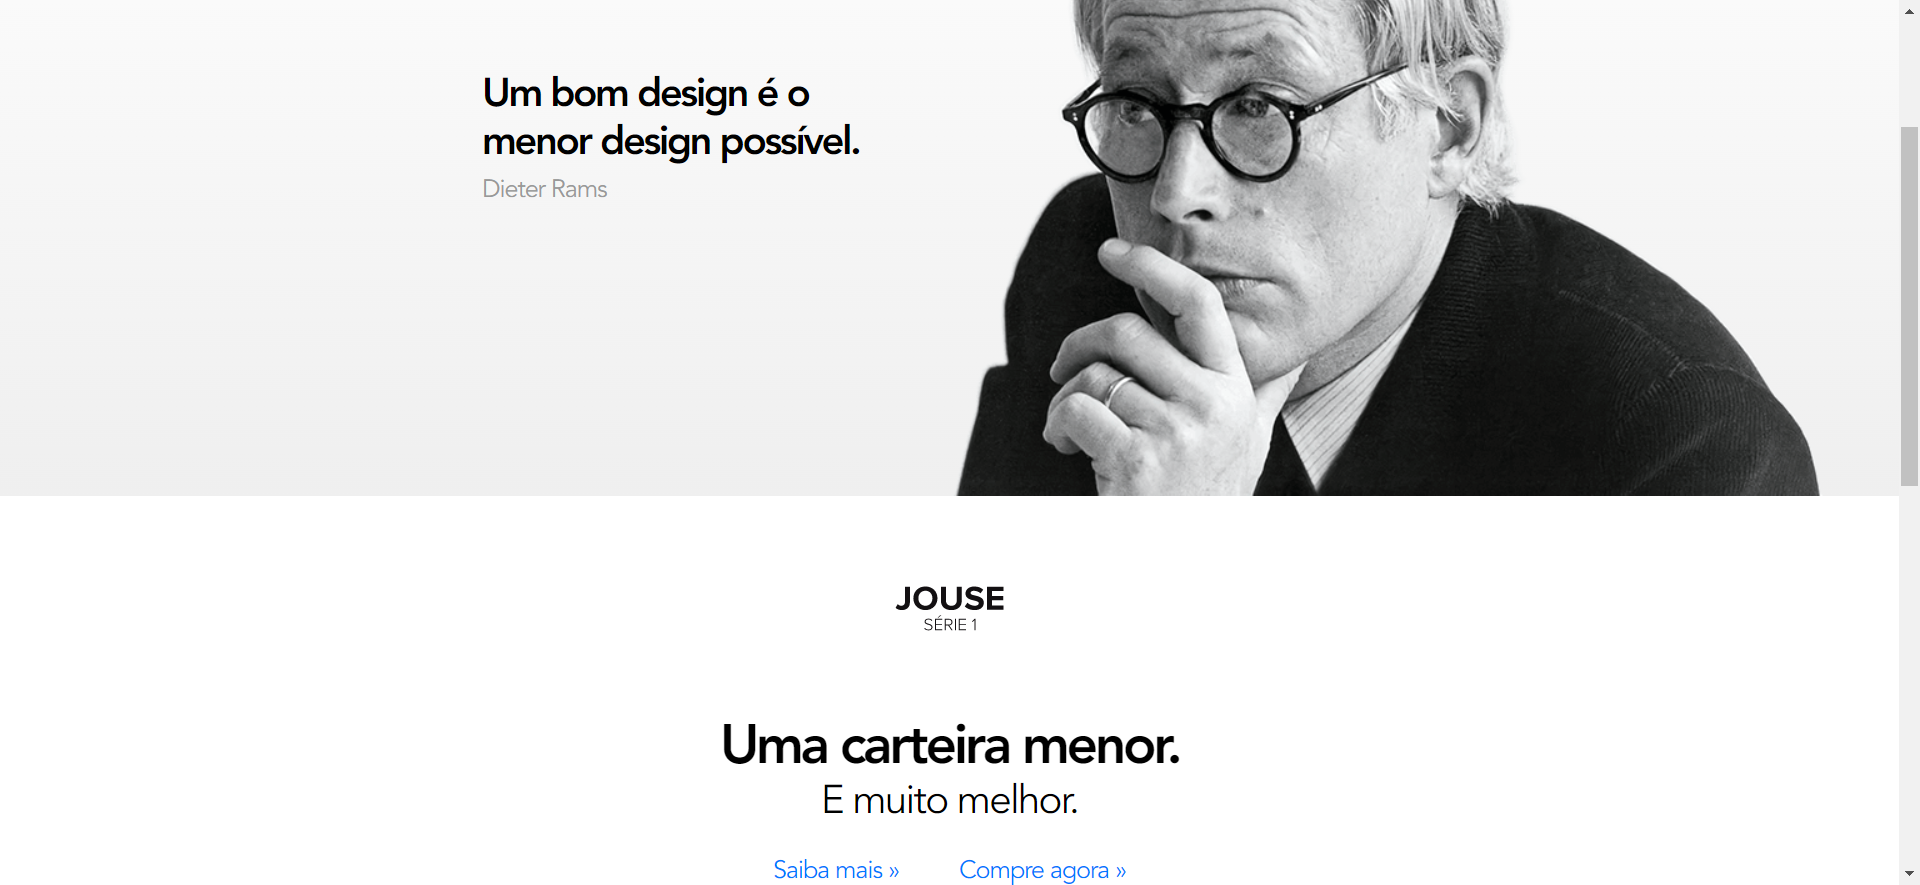 Um bom design é o
menor design possível.
Dieter Rams
JOUSE
SÉRIE 1
Uma carteira menor.
E muito melhor.
Saiba mais »
Compre agora »